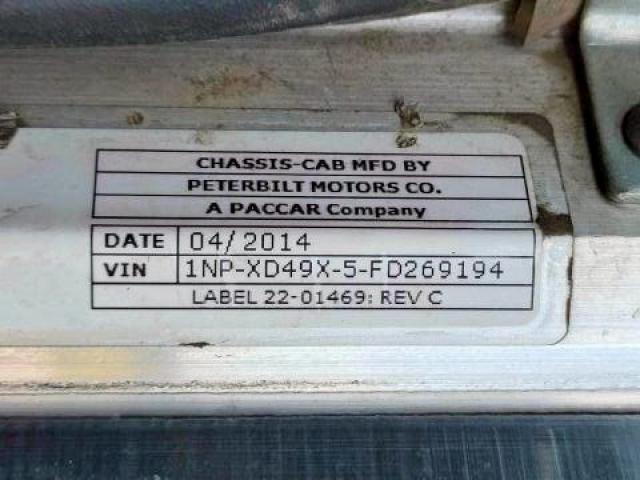 CHASSIS-CAB MFD BY
PETERBILT MOTORS CO.
A PACCAR Company
DATE 04/2014
VIN 1NP-XD49X-5-FD269194
LABEL 22-01469: REV C